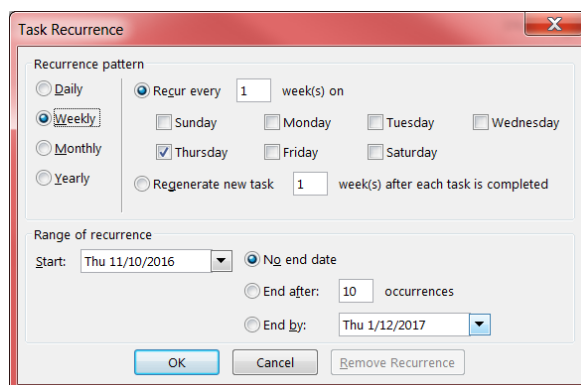 Task Recurrence
Recurrence pattern
Daily
Weekly
Monthly
Yearly
Recur every 1 week(s) on
Sunday Monday Tuesday Wednesday
Thursday Friday Saturday
Regenerate new task 1 week(s) after each task is completed
Range of recurrence
Start: Thu 11/10/2016
No end date
End after: 10 occurrences
End by: Thu 1/12/2017
OK Cancel Remove Recurrence